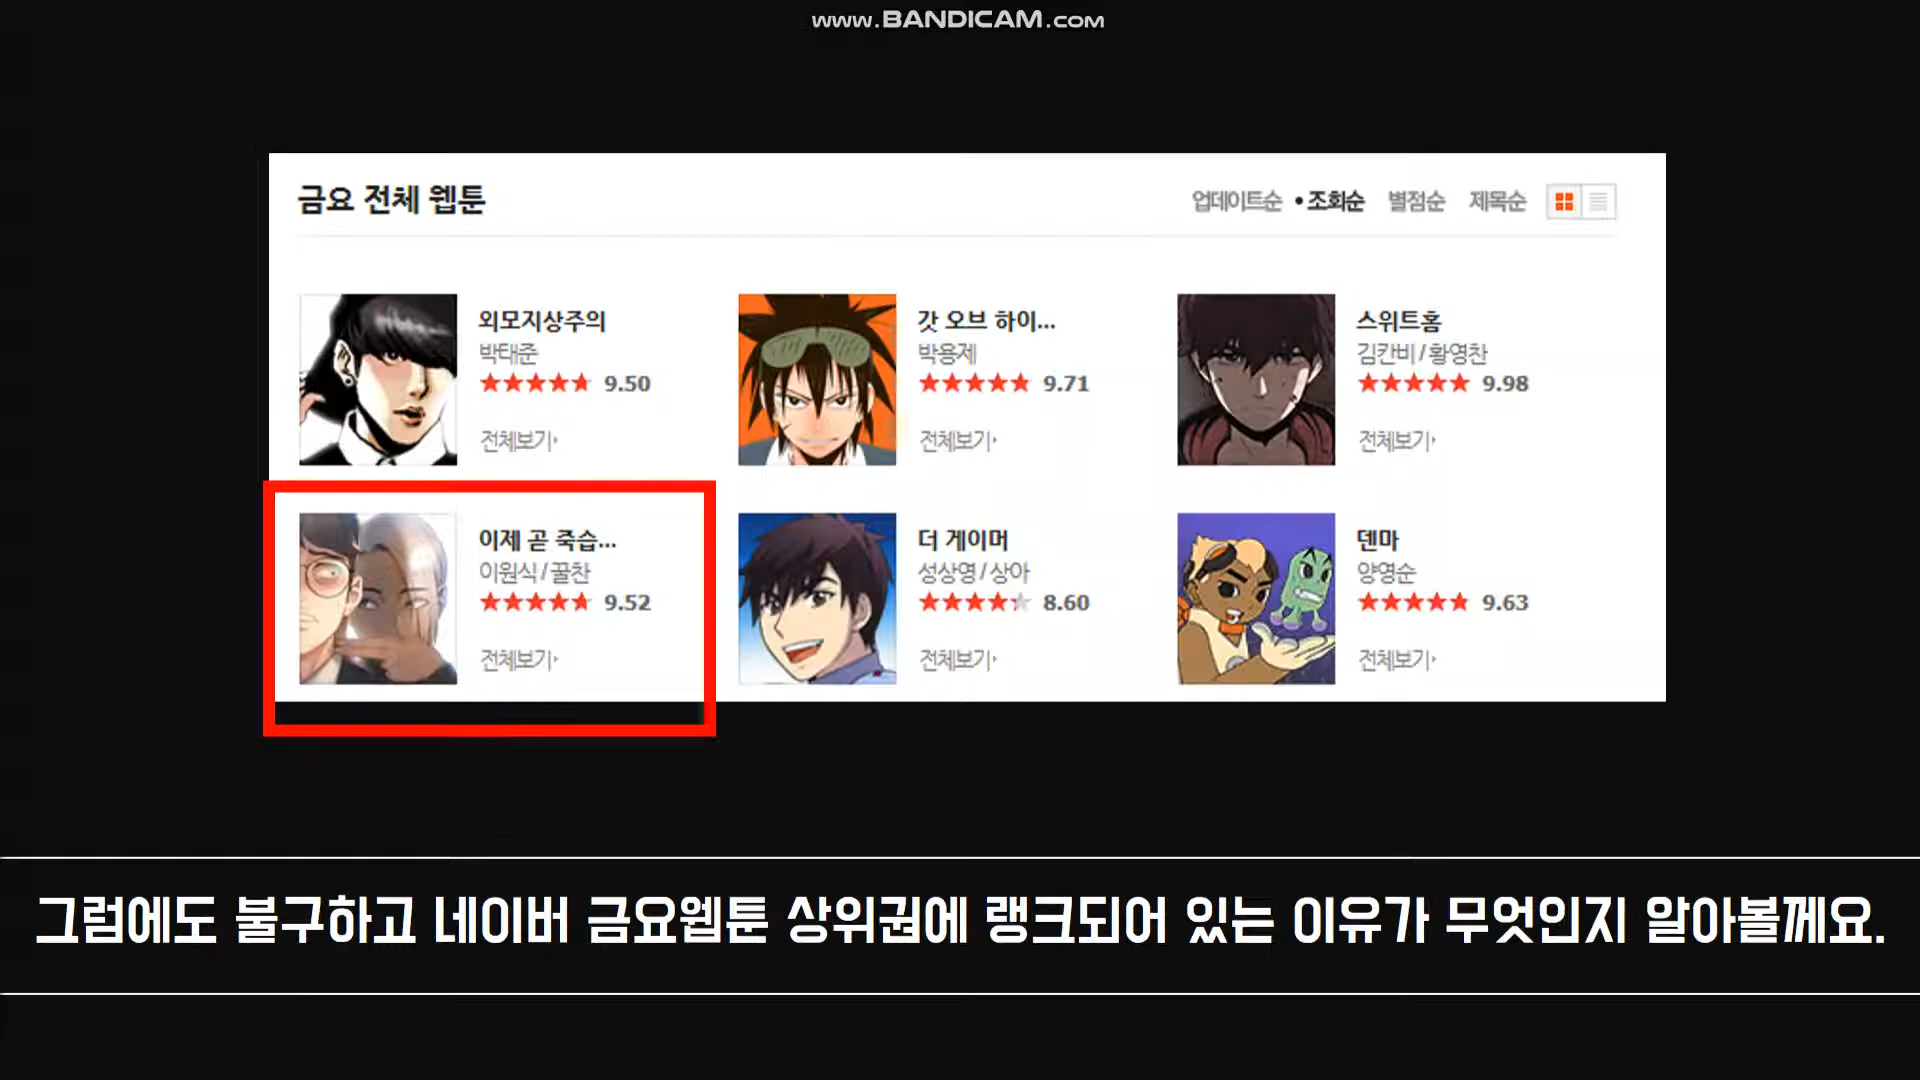 www.BANDICAM.com
금요 전체 웹툰
업데이트순 • 조회순 별점순 제목순
외모지상주의
박태준
9.50
전체보기
갓 오브 하이...
박용제
9.71
전체보기
스위트홈
김칸비 / 황영찬
9.98
전체보기
이제 곧 죽습...
이원식 / 꿀찬
9.52
전체보기
더 게이머
성상영 / 상아
8.60
전체보기
덴마
양영순
9.63
전체보기
그럼에도 불구하고 네이버 금요웹툰 상위권에 랭크되어 있는 이유가 무엇인지 알아볼께요.